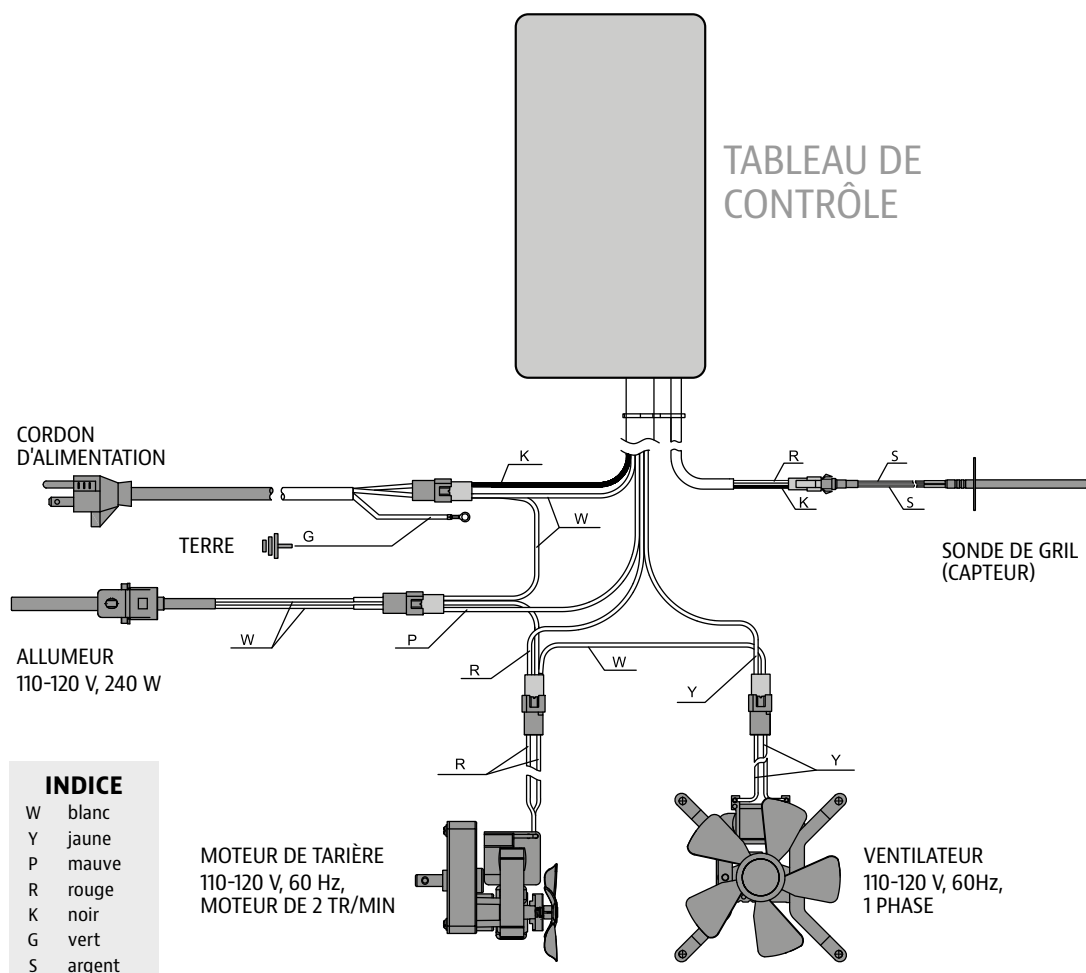 TABLEAU DE
CONTRÔLE
CORDON
D'ALIMENTATION
K
R
S
K
S
W
G
TERRE
SONDE DE GRIL
(CAPTEUR)
W
P
ALLUMEUR
110-120 V, 240 W
R
W
Y
R
Y
INDICE
W blanc
Y jaune
P mauve
R rouge
K noir
G vert
S argent
MOTEUR DE TARIÈRE
110-120 V, 60 Hz,
MOTEUR DE 2 TR/MIN
VENTILATEUR
110-120 V, 60Hz,
1 PHASE